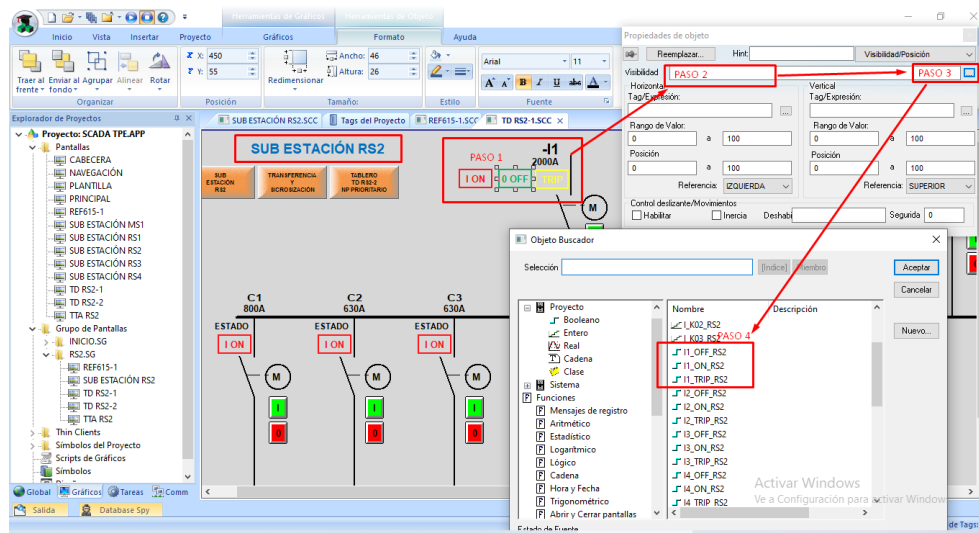 Herramientas de Gráficos Herramientas de Objeto
Inicio Vista Insertar Proyecto Gráficos Formato Ayuda
Traer al frente Enviar al fondo Agrupar Alinear Rotar
Organizar
X: 450
Y: 55
Posición
Redimensionar
Ancho: 46
Altura: 26
Tamaño:
Estilo
Arial 11
A A B I U abc A
Fuente
Explorador de Proyectos
Proyecto: SCADA TPE.APP
Pantallas
CABECERA
NAVEGACIÓN
PLANTILLA
PRINCIPAL
REF615-1
SUB ESTACIÓN MS1
SUB ESTACIÓN RS1
SUB ESTACIÓN RS2
SUB ESTACIÓN RS3
SUB ESTACIÓN RS4
TD RS2-1
TD RS2-2
TTA RS2
Grupo de Pantallas
INICIO.SG
RS2.SG
REF615-1
SUB ESTACIÓN RS2
TD RS2-1
TD RS2-2
TTA RS2
Thin Clients
Símbolos del Proyecto
Scripts de Gráficos
Símbolos
Global Gráficos Tareas Comm
Salida Database Spy
SUB ESTACIÓN RS2.SCC Tags del Proyecto REF615-1.SCC TD RS2-1.SCC
SUB ESTACIÓN RS2
SUB
ESTACION
RS2
TRANSFERENCIA
Y
SICROSIZACION
TABLERO
TD RS2-2
NP PRIORITARIO
PASO 1
-I1
2000A
I ON 0 OFF TRIP
M
C1
800A
C2
630A
C3
630A
ESTADO ESTADO ESTADO
I ON I ON I ON
M M M
I I I
0 0 0
Propiedades de objeto
Reemplazar... Hint: Visibilidad/Posición
Visibilidad PASO 2 PASO 3
Horizontal Vertical
Tag/Expresión: Tag/Expresión:
... ...
Rango de Valor: Rango de Valor:
0 a 100 0 a 100
Posición Posición
0 a 100 0 a 100
Referencia: IZQUIERDA Referencia: SUPERIOR
Control deslizante/Movimientos
Habilitar Inercia Deshabi Seguida 0
Objeto Buscador
Selección [Indice] Miembro Aceptar
Cancelar
Nuevo...
Proyecto
Booleano
Entero
Real
Cadena
Clase
Sistema
Funciones
Mensajes de registro
Aritmético
Estadístico
Logarítmico
Lógico
Cadena
Hora y Fecha
Trigonométrico
Abrir y Cerrar pantallas
Nombre Descripción
I_K02_RS2
I_K03_RS2
PASO 4
I1_OFF_RS2
I1_ON_RS2
I1_TRIP_RS2
I2_OFF_RS2
I2_ON_RS2
I2_TRIP_RS2
I3_OFF_RS2
I3_ON_RS2
I3_TRIP_RS2
I4_OFF_RS2
I4_ON_RS2
I4_TRIP_RS2
Estado de Fuente
Activar Windows
Ve a Configuración para activar Window
de Tags: